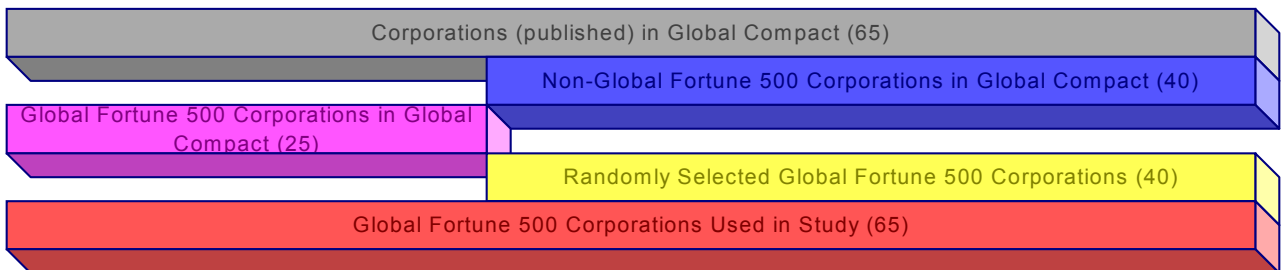 Corporations (published) in Global Compact (65)
Non-Global Fortune 500 Corporations in Global Compact (40)
Global Fortune 500 Corporations in Global
Compact (25)
Randomly Selected Global Fortune 500 Corporations (40)
Global Fortune 500 Corporations Used in Study (65)